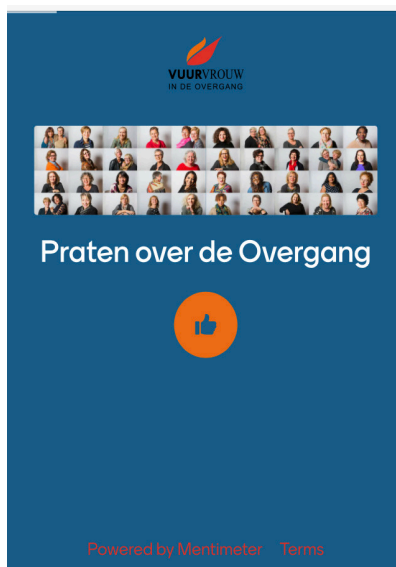 VUURVROUW
IN DE OVERGANG
Praten over de Overgang
Powered by Mentimeter Terms